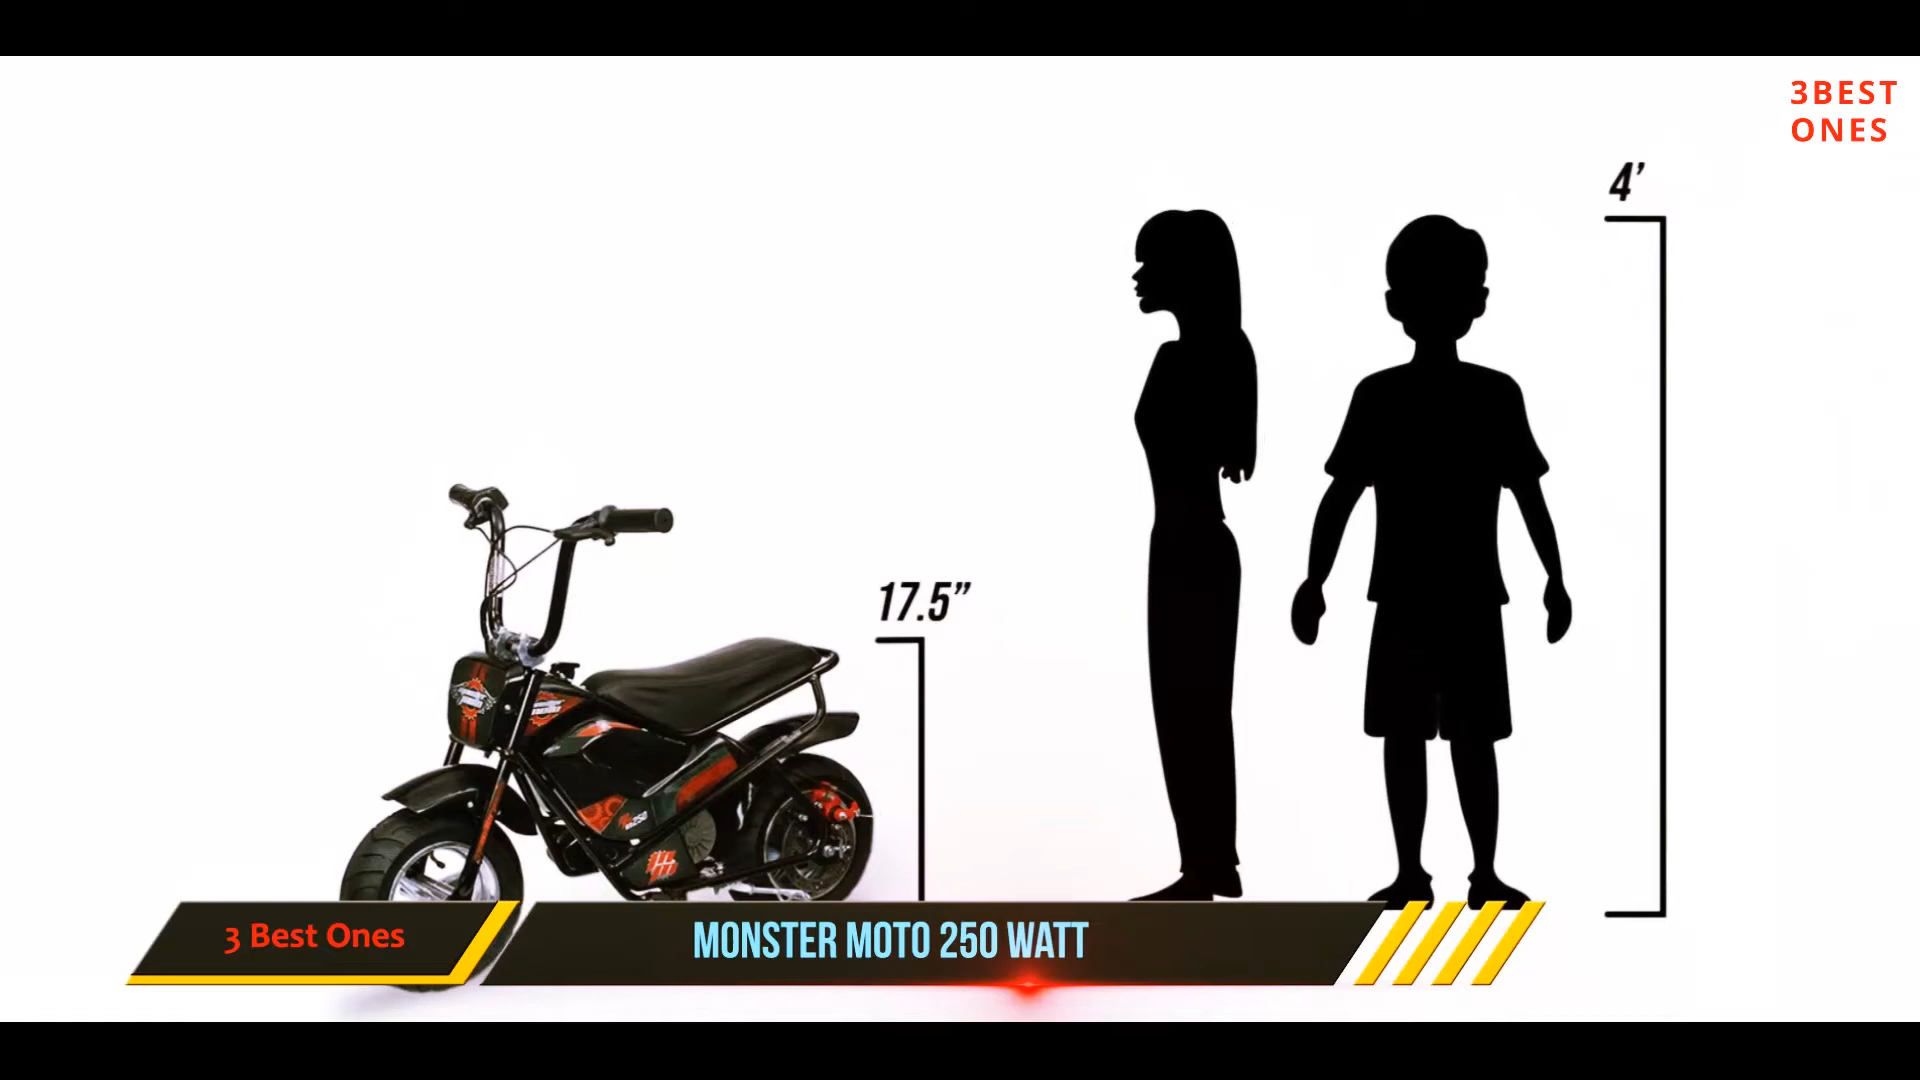 3BEST
ONES
4’
17.5”
3 Best Ones
MONSTER MOTO 250 WATT